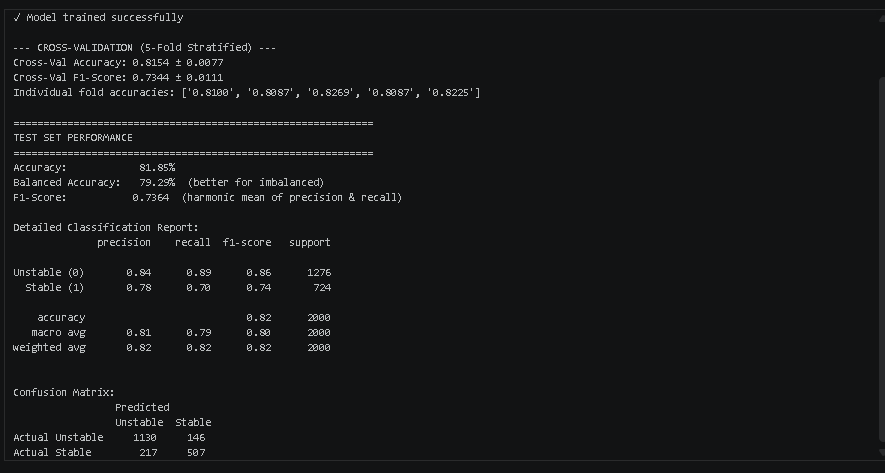 ✓ Model trained successfully
--- CROSS-VALIDATION (5-Fold Stratified) ---
Cross-Val Accuracy: 0.8154 ± 0.0077
Cross-Val F1-Score: 0.7344 ± 0.0111
Individual fold accuracies: ['0.8100', '0.8087', '0.8269', '0.8087', '0.8225']
============================================================
TEST SET PERFORMANCE
============================================================
Accuracy: 81.85%
Balanced Accuracy: 79.29% (better for imbalanced)
F1-Score: 0.7364 (harmonic mean of precision & recall)
Detailed Classification Report:
precision recall f1-score support
Unstable (0) 0.84 0.89 0.86 1276
Stable (1) 0.78 0.70 0.74 724
accuracy 0.82 2000
macro avg 0.81 0.79 0.80 2000
weighted avg 0.82 0.82 0.82 2000
Confusion Matrix:
Predicted
Unstable Stable
Actual Unstable 1130 146
Actual Stable 217 507